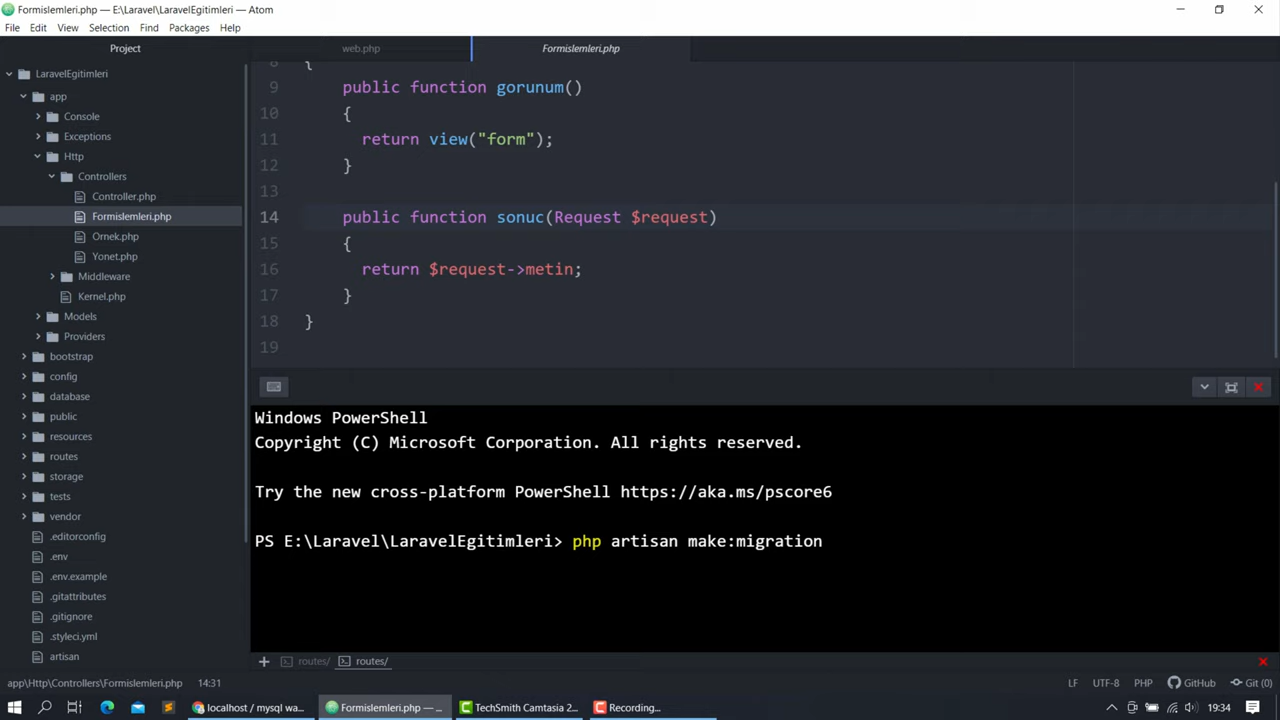 Formislemleri.php — E:\Laravel\LaravelEgitimleri — Atom
File Edit View Selection Find Packages Help
Project
web.php
Formislemleri.php
LaravelEgitimleri
app
Console
Exceptions
Http
Controllers
Controller.php
Formislemleri.php
Ornek.php
Yonet.php
Middleware
Kernel.php
Models
Providers
bootstrap
config
database
public
resources
routes
storage
tests
vendor
.editorconfig
.env
.env.example
.gitattributes
.gitignore
.styleci.yml
artisan
8 {
9 public function gorunum()
10 {
11 return view("form");
12 }
13
14 public function sonuc(Request $request)
15 {
16 return $request->metin;
17 }
18 }
19
Windows PowerShell
Copyright (C) Microsoft Corporation. All rights reserved.
Try the new cross-platform PowerShell https://aka.ms/pscore6
PS E:\Laravel\LaravelEgitimleri> php artisan make:migration
routes/ routes/
app\Http\Controllers\Formislemleri.php 14:31 LF UTF-8 PHP GitHub Git (0)
localhost / mysql wa... Formislemleri.php — ... TechSmith Camtasia 2... Recording... 19:34